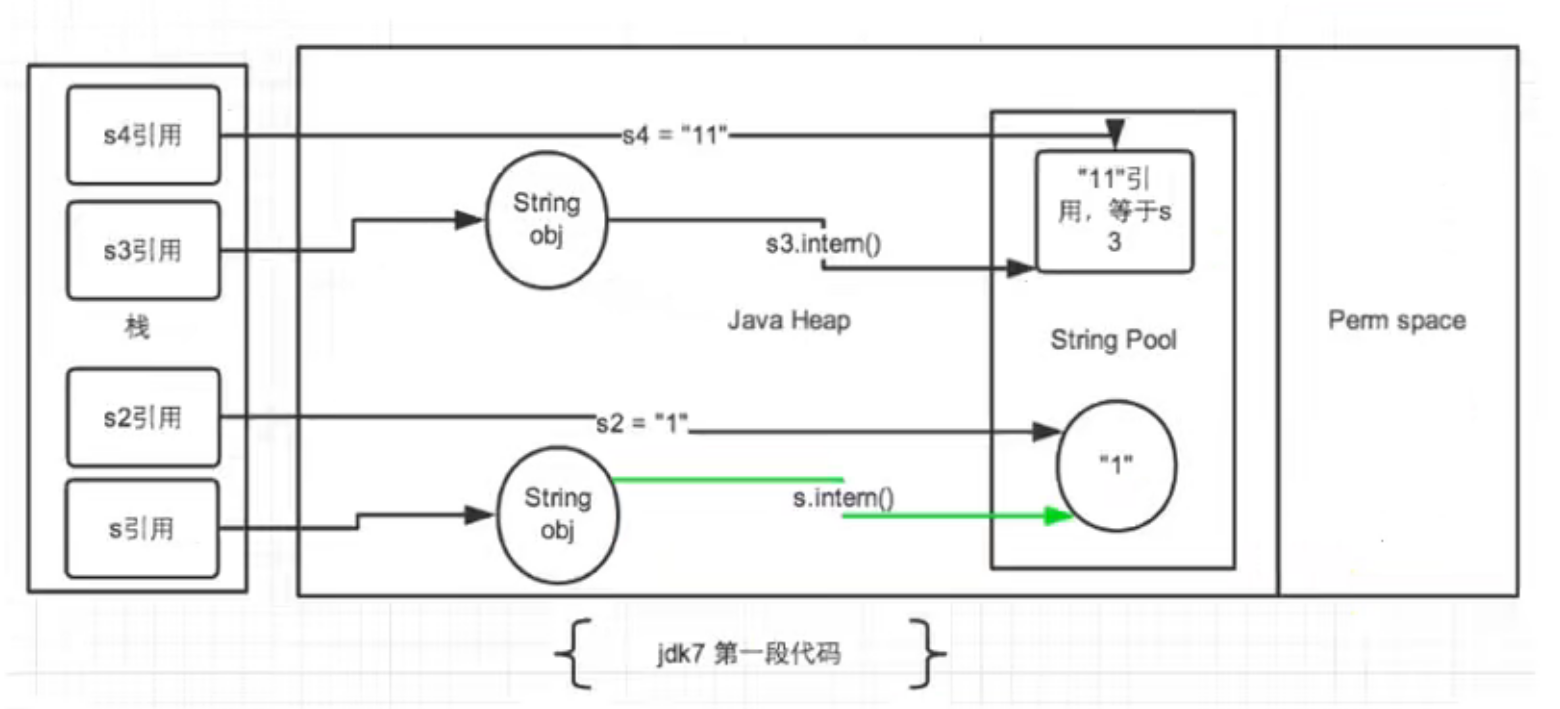 s4引用
s4 = "11"
"11"引
用，等于s
3
String
obj
s3引用
s3.intern()
栈
Java Heap
String Pool
Perm space
s2引用
s2 = "1"
"1"
String
obj
s.intern()
s引用
jdk7 第一段代码